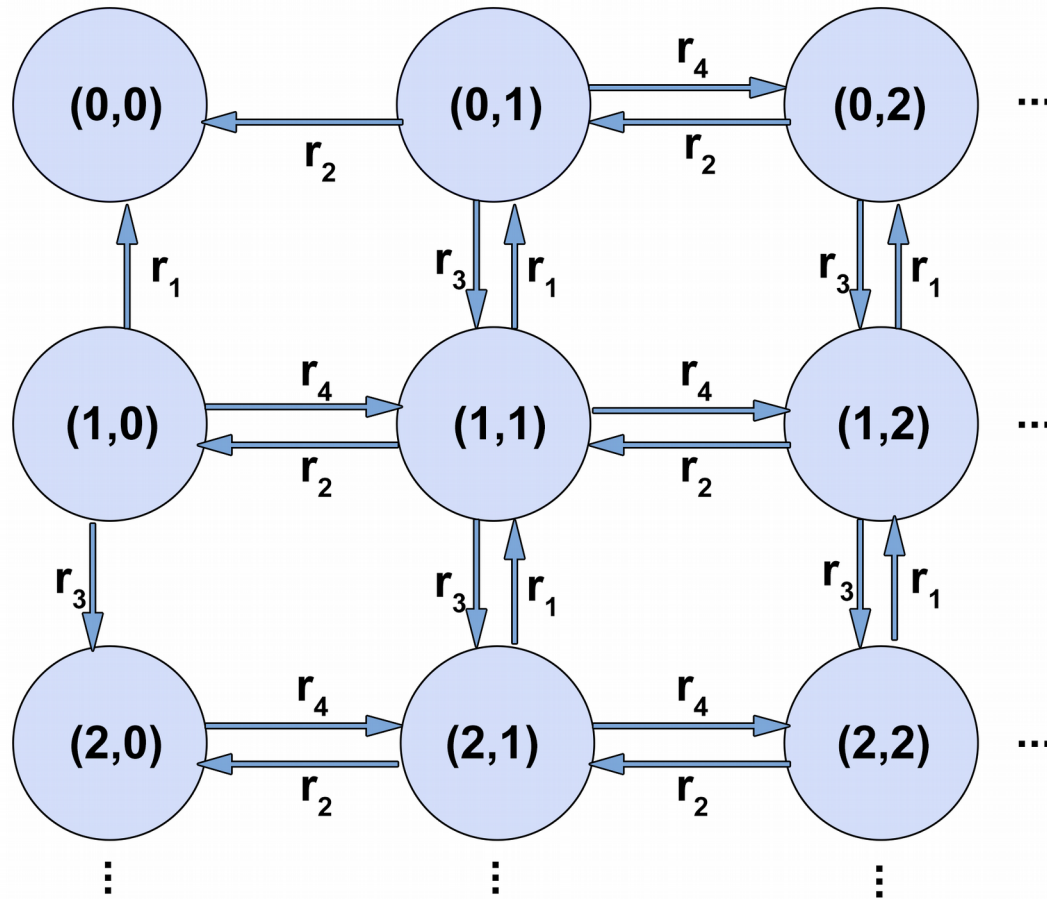 r₄
(0,0) (0,1) (0,2) ...
r₂ r₂
r₁ r₃ r₁ r₃ r₁
r₄ r₄
(1,0) (1,1) (1,2) ...
r₂ r₂
r₃ r₃ r₁ r₃ r₁
r₄ r₄
(2,0) (2,1) (2,2) ...
r₂ r₂
⋮ ⋮ ⋮